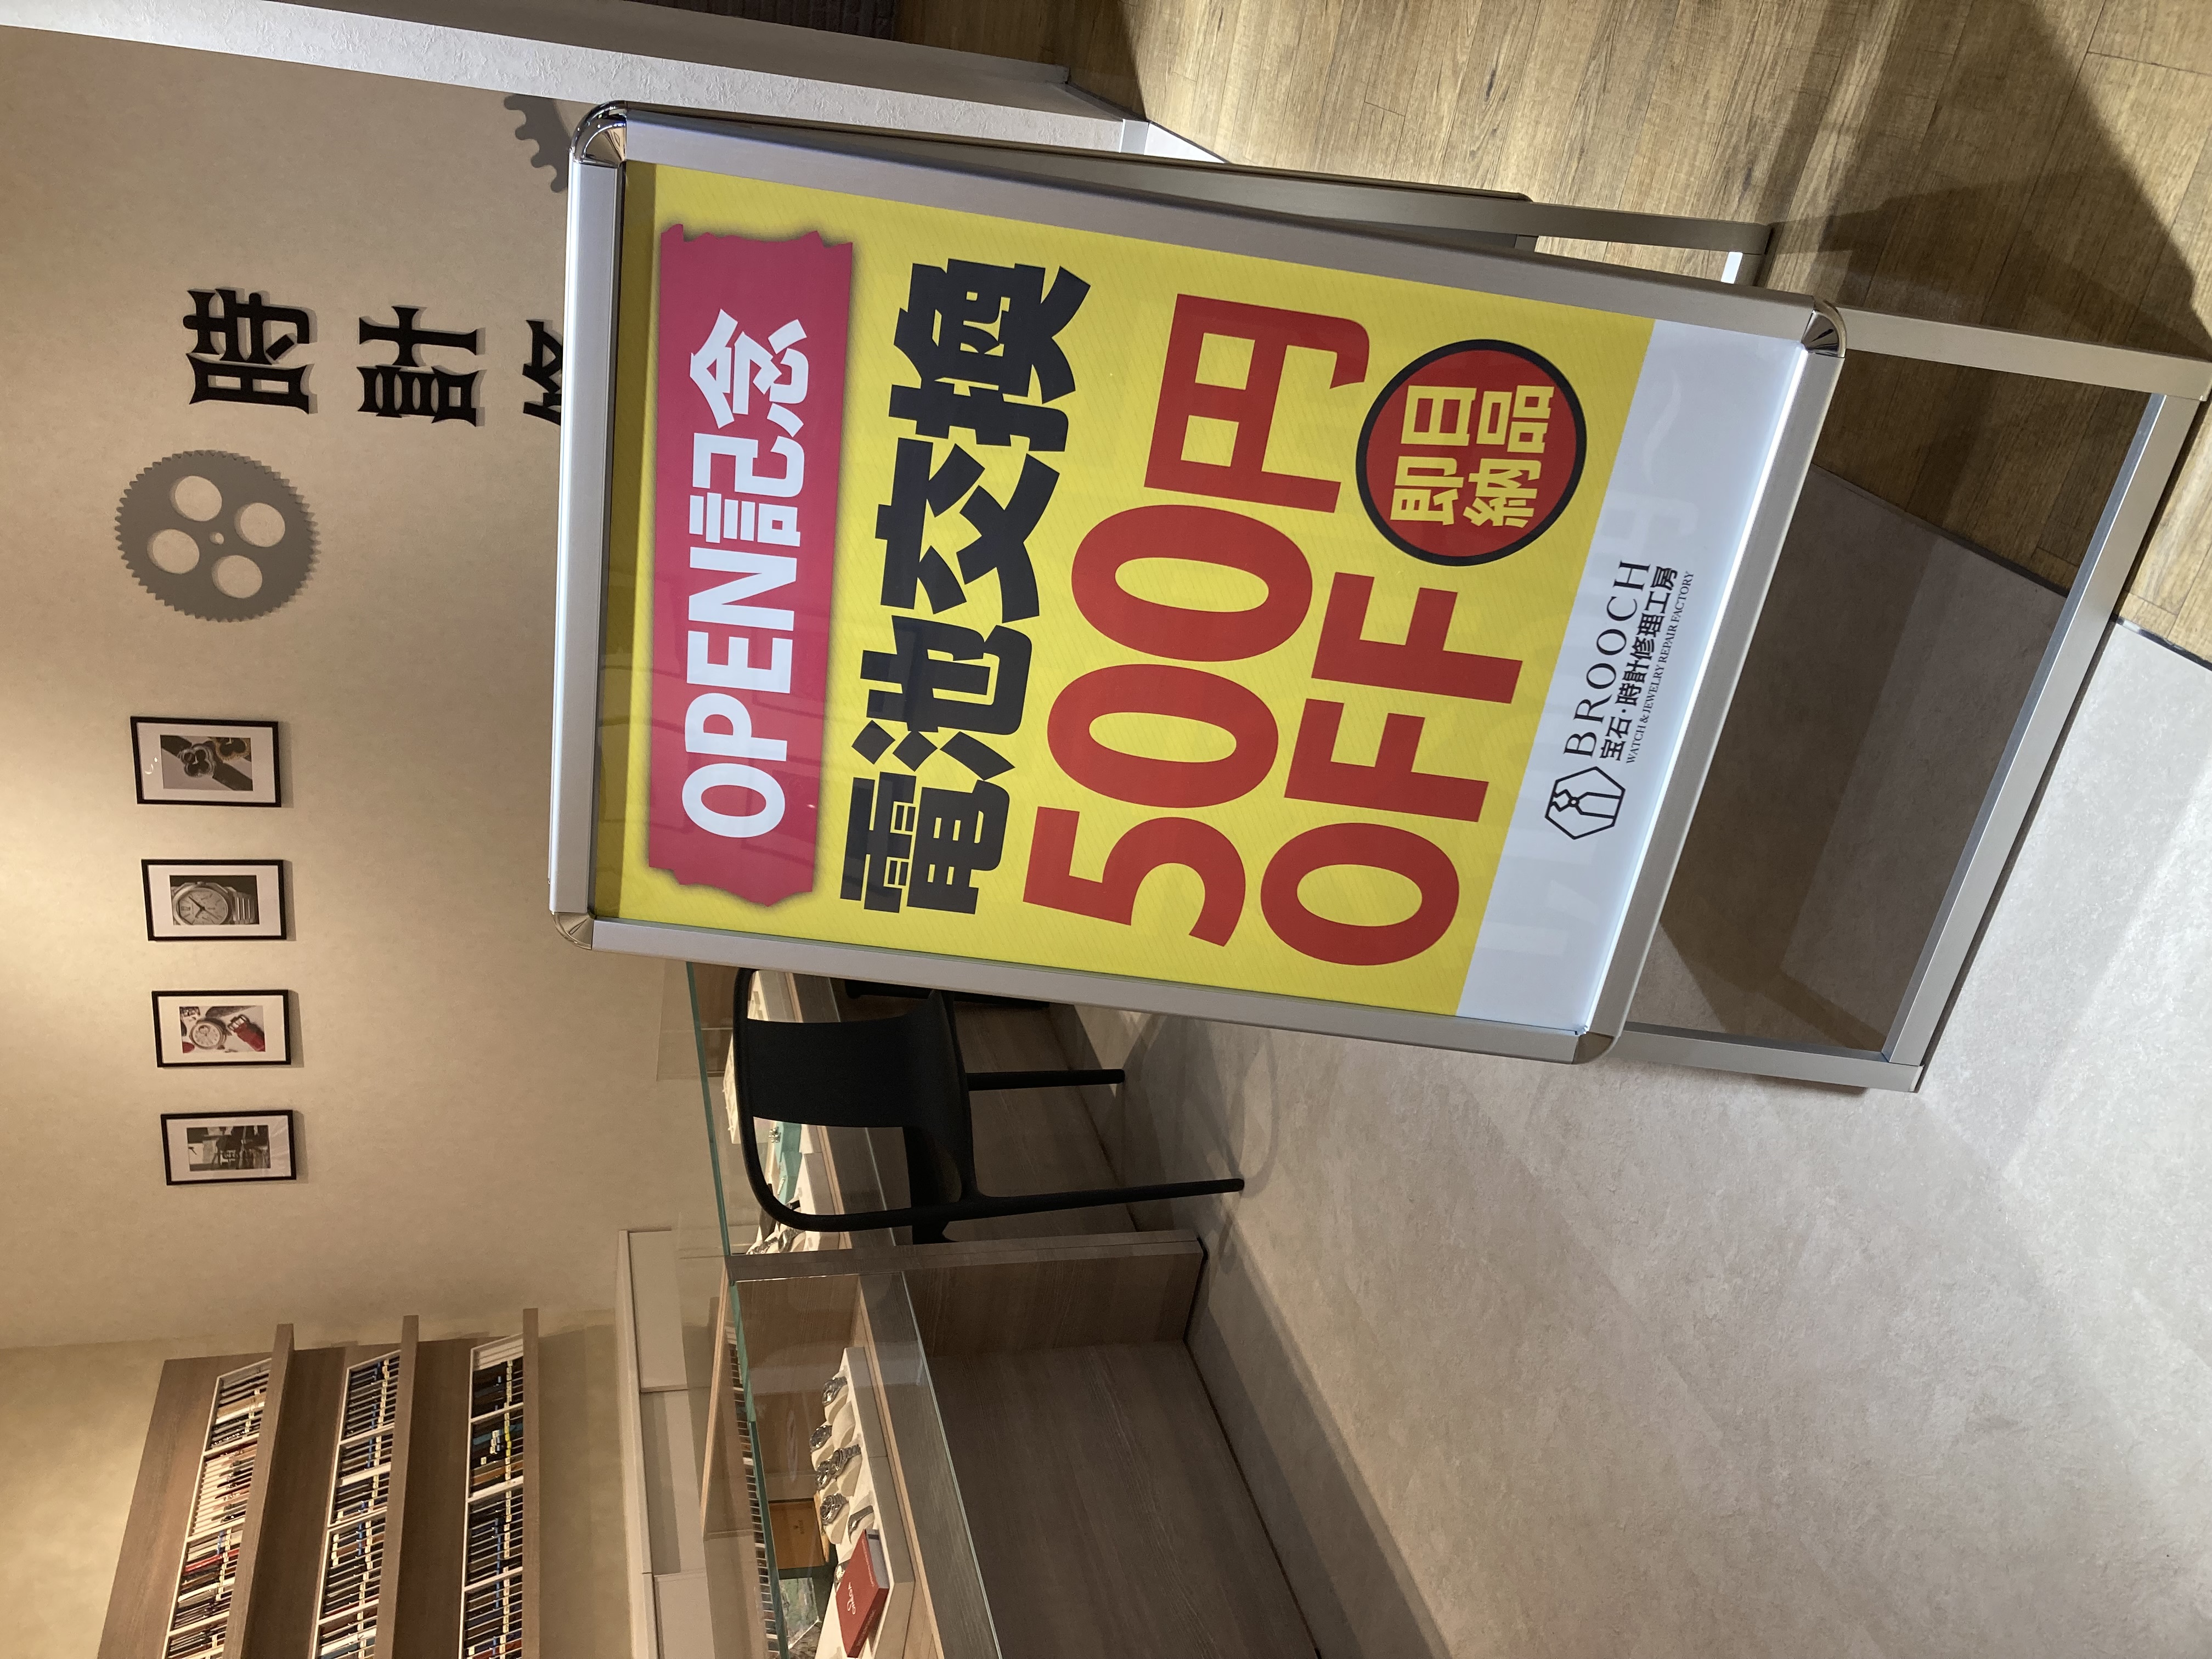 時計
OPEN記念
電池交換
500円
OFF
即日
納品
BROOCH
宝石・時計修理工房
WATCH & JEWELRY REPAIR FACTORY